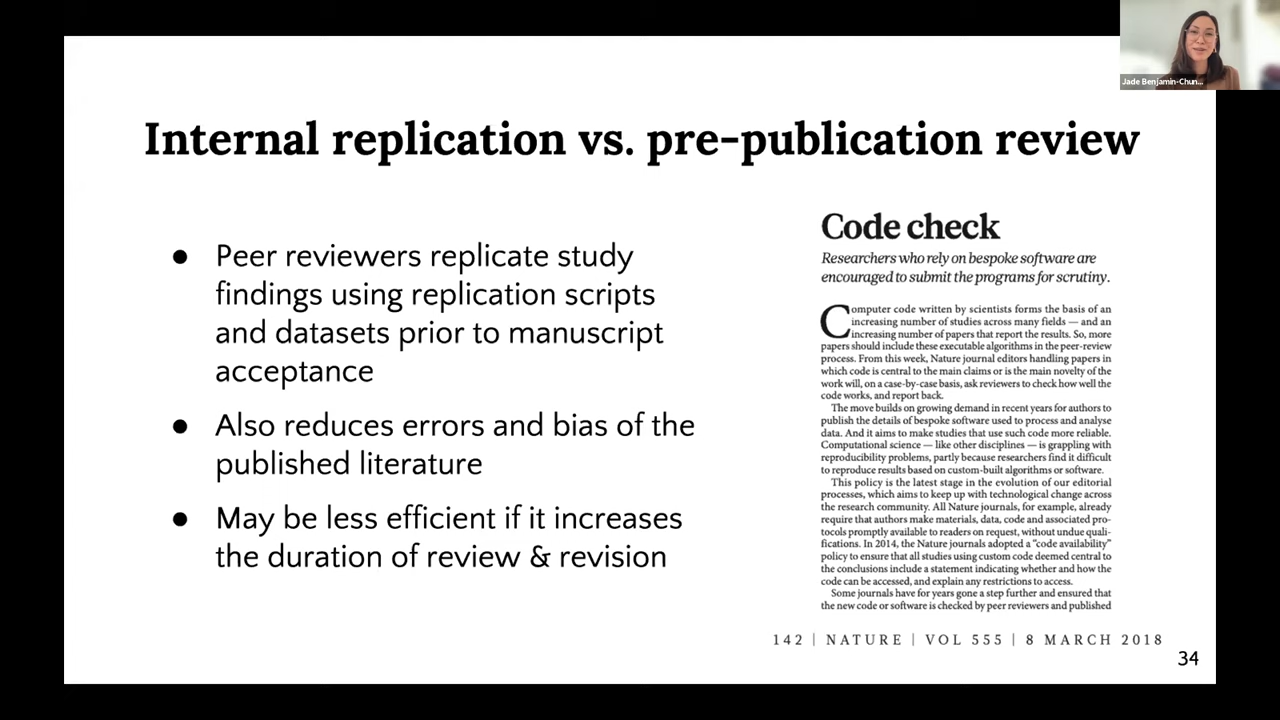 Jade Benjamin-Chun...
Internal replication vs. pre-publication review
● Peer reviewers replicate study
findings using replication scripts
and datasets prior to manuscript
acceptance
● Also reduces errors and bias of the
published literature
● May be less efficient if it increases
the duration of review & revision
Code check
Researchers who rely on bespoke software are
encouraged to submit the programs for scrutiny.
Computer code written by scientists forms the basis of an
increasing number of studies across many fields — and an
increasing number of papers that report the results. So, more
papers should include these executable algorithms in the peer-review
process. From this week, Nature journal editors handling papers in
which code is central to the main claims or is the main novelty of the
work will, on a case-by-case basis, ask reviewers to check how well the
code works, and report back.
The move builds on growing demand in recent years for authors to
publish the details of bespoke software used to process and analyse
data. And it aims to make studies that use such code more reliable.
Computational science — like other disciplines — is grappling with
reproducibility problems, partly because researchers find it difficult
to reproduce results based on custom-built algorithms or software.
This policy is the latest stage in the evolution of our editorial
processes, which aims to keep up with technological change across
the research community. All Nature journals, for example, already
require that authors make materials, data, code and associated pro-
tocols promptly available to readers on request, without undue quali-
fications. In 2014, the Nature journals adopted a “code availability”
policy to ensure that all studies using custom code deemed central to
the conclusions include a statement indicating whether and how the
code can be accessed, and explain any restrictions to access.
Some journals have for years gone a step further and ensured that
the new code or software is checked by peer reviewers and published
142 | NATURE | VOL 555 | 8 MARCH 2018
34